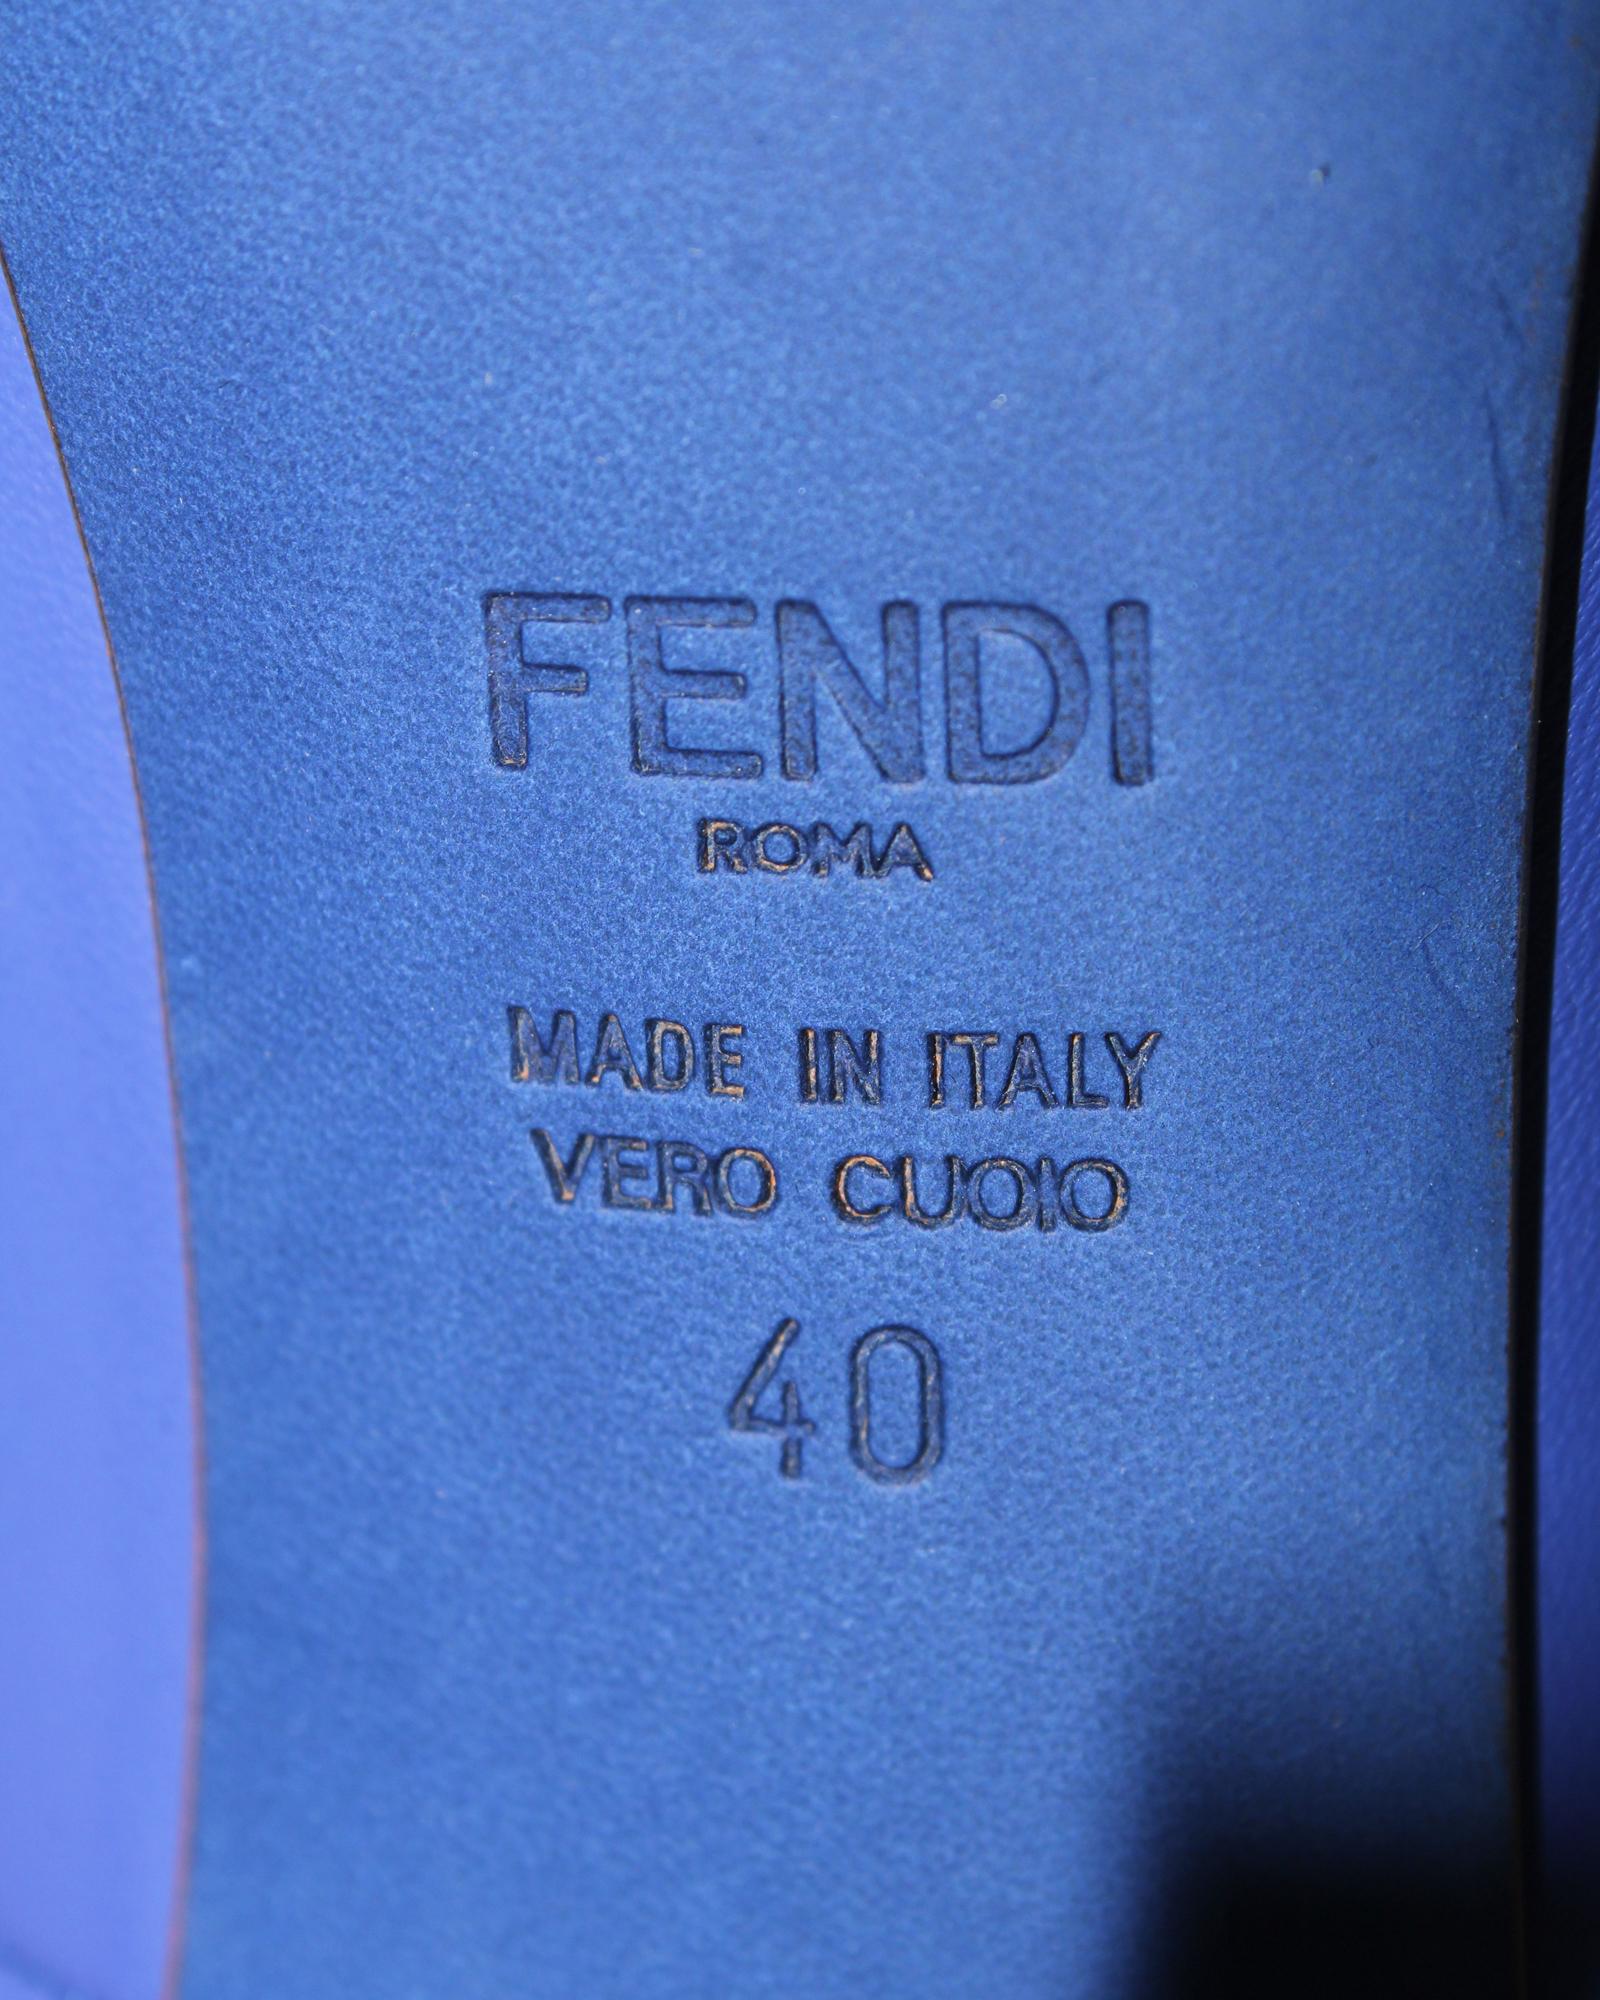 FENDI
ROMA
MADE IN ITALY
VERO CUOIO
40